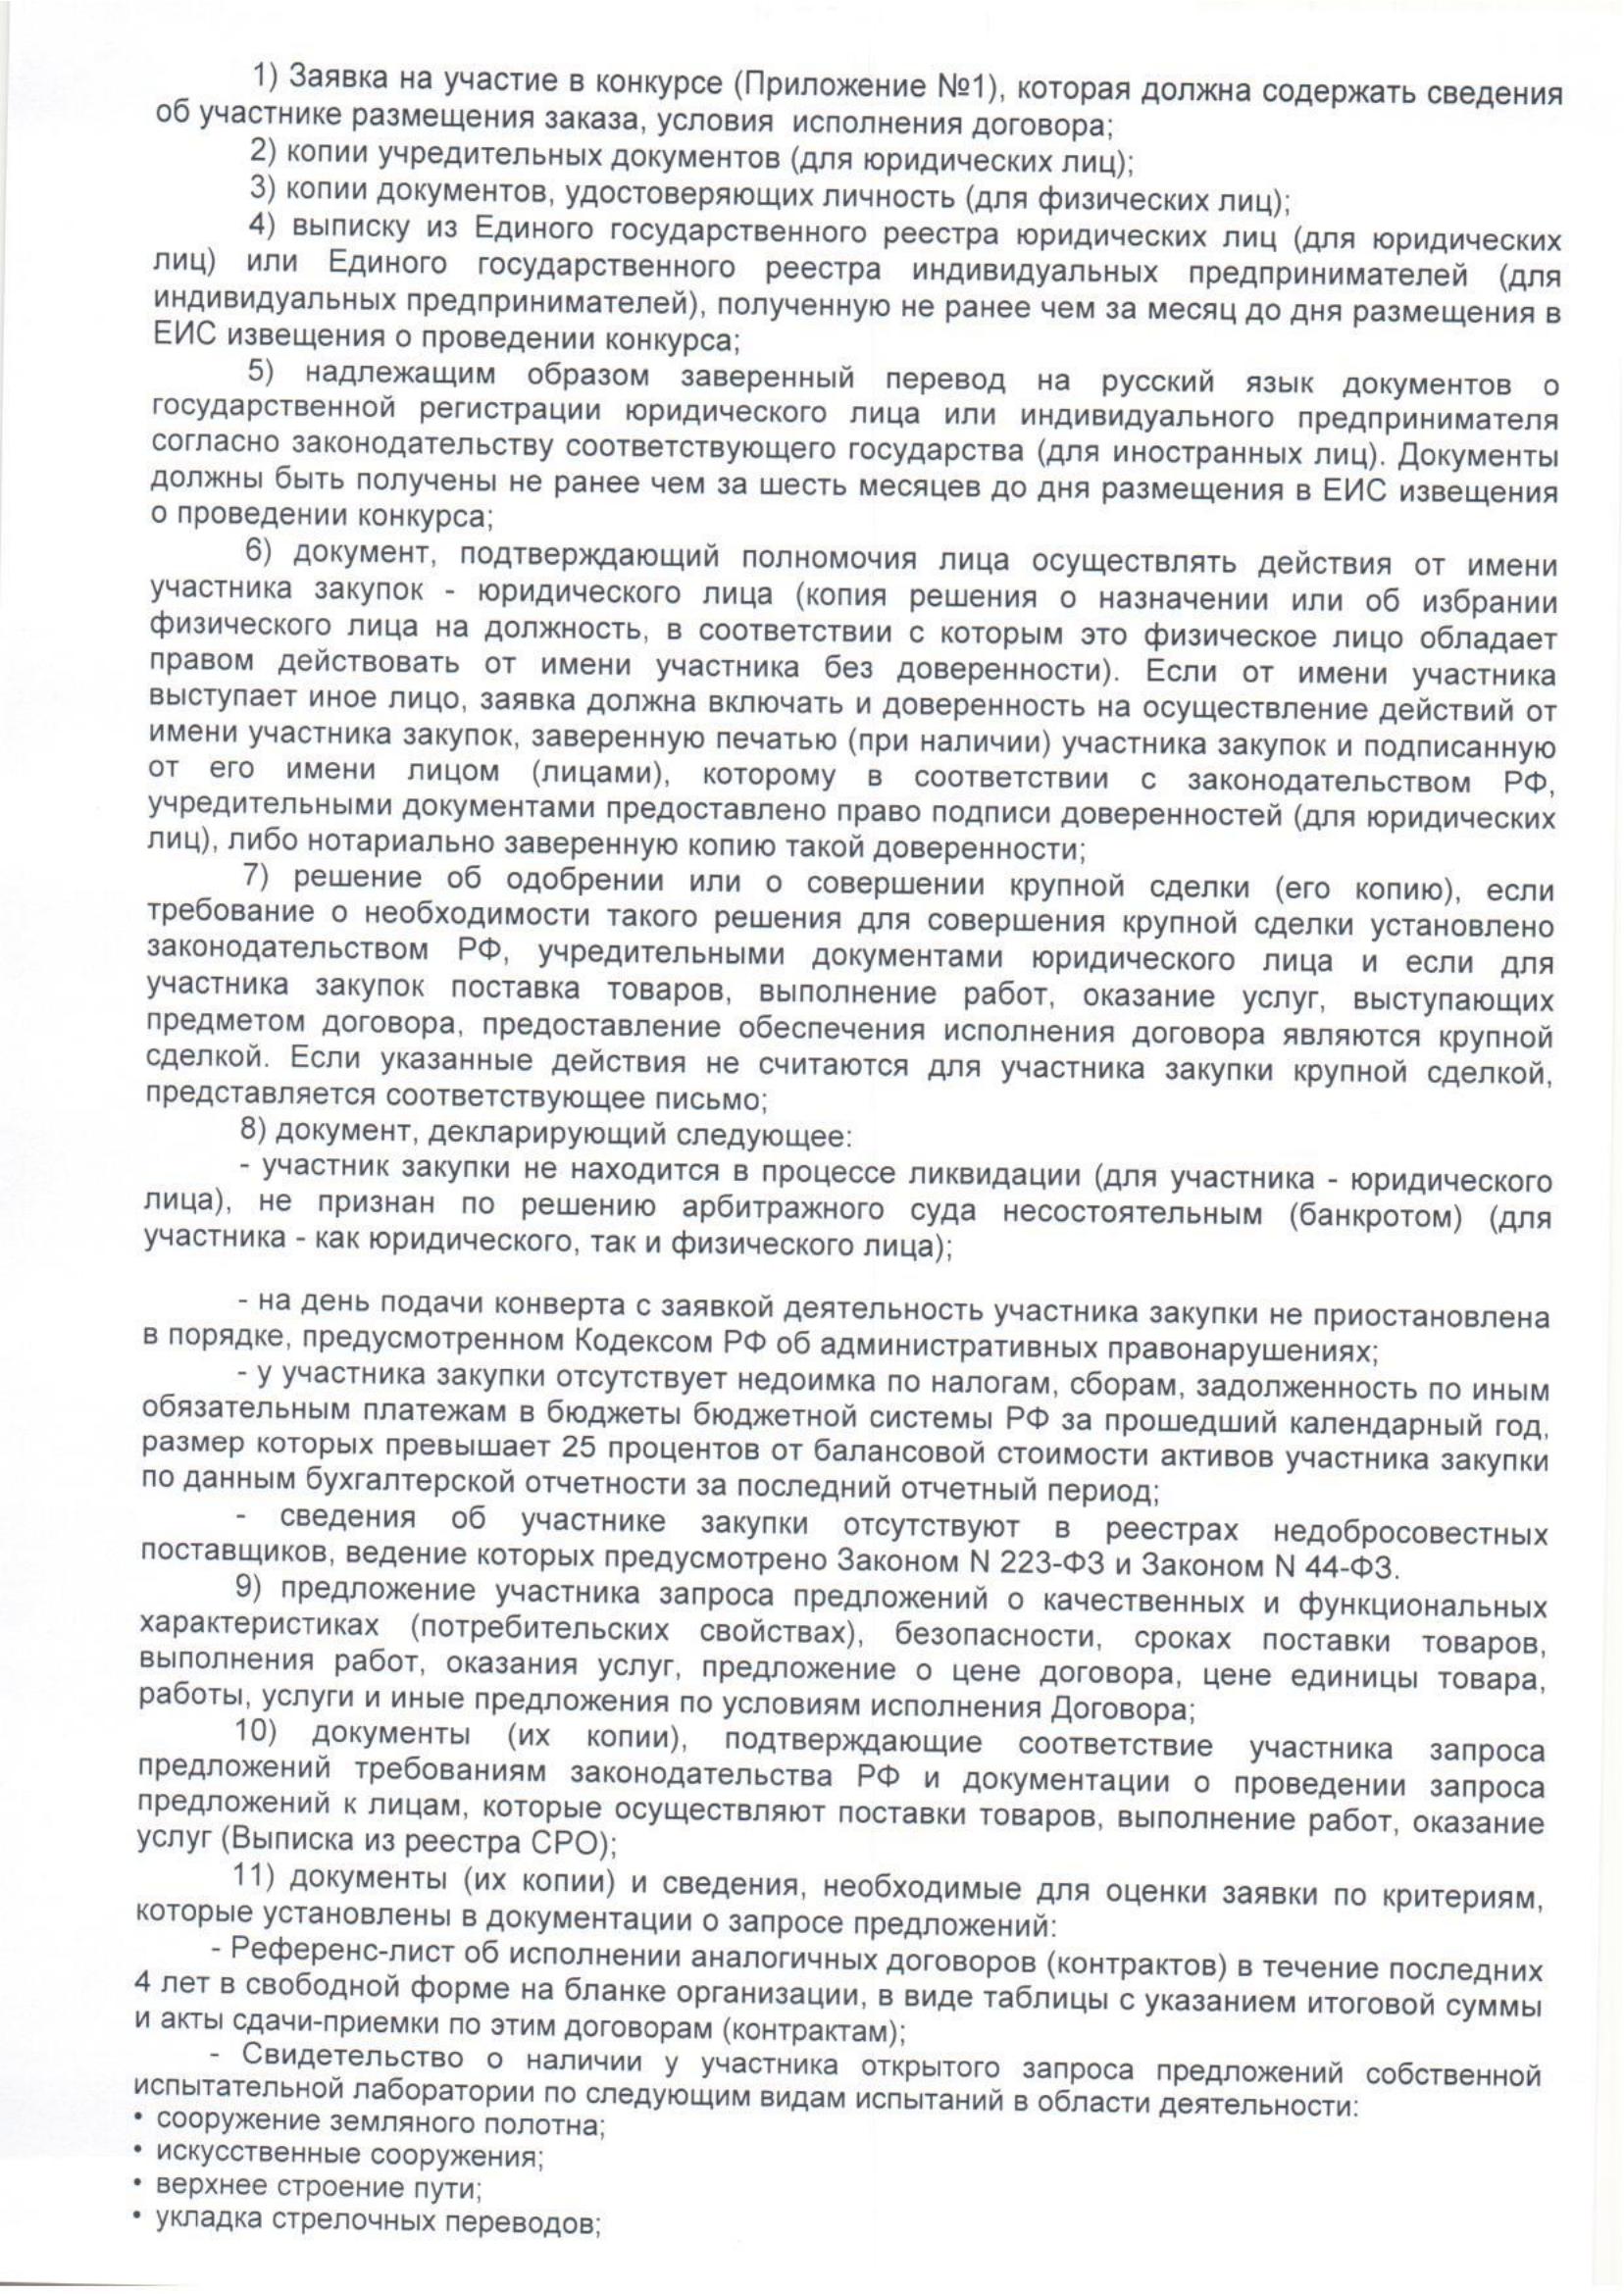 1) Заявка на участие в конкурсе (Приложение №1), которая должна содержать сведения
об участнике размещения заказа, условия исполнения договора;
2) копии учредительных документов (для юридических лиц);
3) копии документов, удостоверяющих личность (для физических лиц);
4) выписку из Единого государственного реестра юридических лиц (для юридических
лиц) или Единого государственного реестра индивидуальных предпринимателей (для
индивидуальных предпринимателей), полученную не ранее чем за месяц до дня размещения в
ЕИС извещения о проведении конкурса;
5) надлежащим образом заверенный перевод на русский язык документов о
государственной регистрации юридического лица или индивидуального предпринимателя
согласно законодательству соответствующего государства (для иностранных лиц). Документы
должны быть получены не ранее чем за шесть месяцев до дня размещения в ЕИС извещения
о проведении конкурса;
6) документ, подтверждающий полномочия лица осуществлять действия от имени
участника закупок - юридического лица (копия решения о назначении или об избрании
физического лица на должность, в соответствии с которым это физическое лицо обладает
правом действовать от имени участника без доверенности). Если от имени участника
выступает иное лицо, заявка должна включать и доверенность на осуществление действий от
имени участника закупок, заверенную печатью (при наличии) участника закупок и подписанную
от его имени лицом (лицами), которому в соответствии с законодательством РФ,
учредительными документами предоставлено право подписи доверенностей (для юридических
лиц), либо нотариально заверенную копию такой доверенности;
7) решение об одобрении или о совершении крупной сделки (его копию), если
требование о необходимости такого решения для совершения крупной сделки установлено
законодательством РФ, учредительными документами юридического лица и если для
участника закупок поставка товаров, выполнение работ, оказание услуг, выступающих
предметом договора, предоставление обеспечения исполнения договора являются крупной
сделкой. Если указанные действия не считаются для участника закупки крупной сделкой,
представляется соответствующее письмо;
8) документ, декларирующий следующее:
- участник закупки не находится в процессе ликвидации (для участника - юридического
лица), не признан по решению арбитражного суда несостоятельным (банкротом) (для
участника - как юридического, так и физического лица);
- на день подачи конверта с заявкой деятельность участника закупки не приостановлена
в порядке, предусмотренном Кодексом РФ об административных правонарушениях;
- у участника закупки отсутствует недоимка по налогам, сборам, задолженность по иным
обязательным платежам в бюджеты бюджетной системы РФ за прошедший календарный год,
размер которых превышает 25 процентов от балансовой стоимости активов участника закупки
по данным бухгалтерской отчетности за последний отчетный период;
- сведения об участнике закупки отсутствуют в реестрах недобросовестных
поставщиков, ведение которых предусмотрено Законом N 223-ФЗ и Законом N 44-ФЗ.
9) предложение участника запроса предложений о качественных и функциональных
характеристиках (потребительских свойствах), безопасности, сроках поставки товаров,
выполнения работ, оказания услуг, предложение о цене договора, цене единицы товара,
работы, услуги и иные предложения по условиям исполнения Договора;
10) документы (их копии), подтверждающие соответствие участника запроса
предложений требованиям законодательства РФ и документации о проведении запроса
предложений к лицам, которые осуществляют поставки товаров, выполнение работ, оказание
услуг (Выписка из реестра СРО);
11) документы (их копии) и сведения, необходимые для оценки заявки по критериям,
которые установлены в документации о запросе предложений:
- Референс-лист об исполнении аналогичных договоров (контрактов) в течение последних
4 лет в свободной форме на бланке организации, в виде таблицы с указанием итоговой суммы
и акты сдачи-приемки по этим договорам (контрактам);
- Свидетельство о наличии у участника открытого запроса предложений собственной
испытательной лаборатории по следующим видам испытаний в области деятельности:
• сооружение земляного полотна;
• искусственные сооружения;
• верхнее строение пути;
• укладка стрелочных переводов;